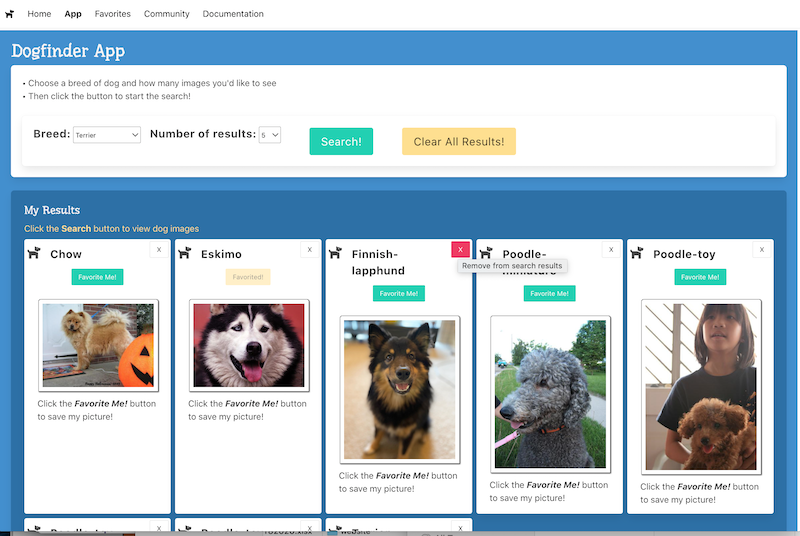 Home App Favorites Community Documentation
Dogfinder App
• Choose a breed of dog and how many images you'd like to see
• Then click the button to start the search!
Breed: Terrier Number of results: 5 Search! Clear All Results!
My Results
Click the Search button to view dog images
Chow X
Favorite Me!
Click the Favorite Me! button
to save my picture!
Eskimo X
Favorited!
Click the Favorite Me! button
to save my picture!
Finnish-
lapphund X
Remove from search results
Favorite Me!
Click the Favorite Me! button
to save my picture!
Poodle- X
Favorite Me!
Click the Favorite Me! button
to save my picture!
Poodle-toy X
Favorite Me!
Click the Favorite Me! button
to save my picture!
X
X
X